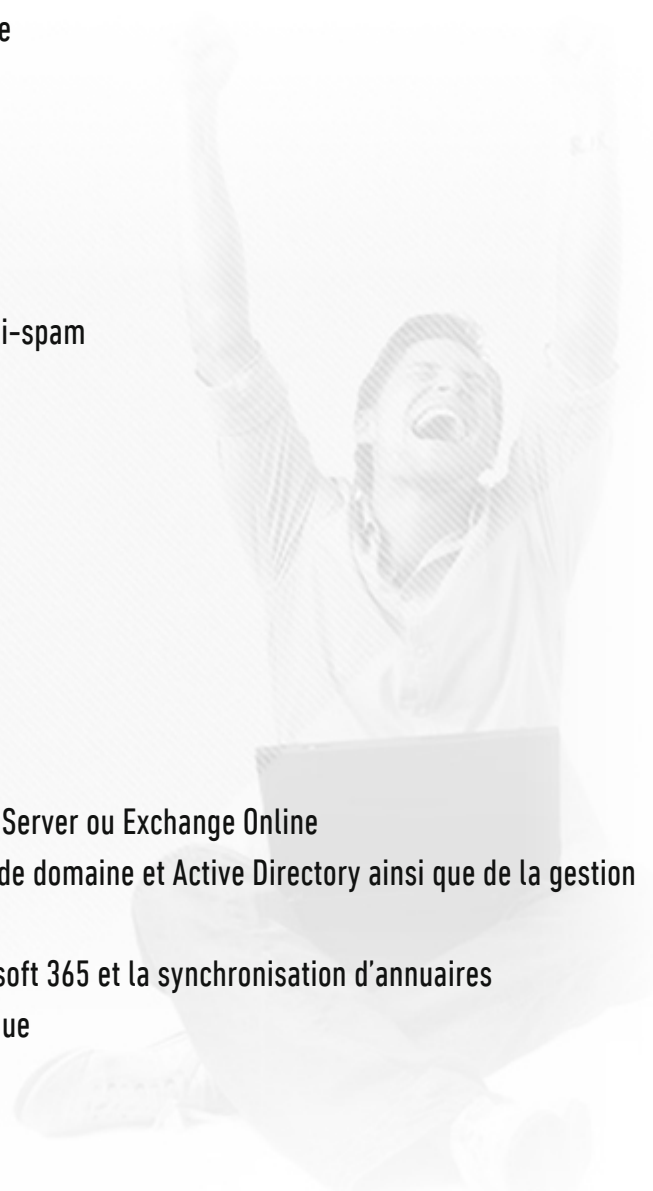 e
i-spam
Server ou Exchange Online
de domaine et Active Directory ainsi que de la gestion
soft 365 et la synchronisation d’annuaires
ue